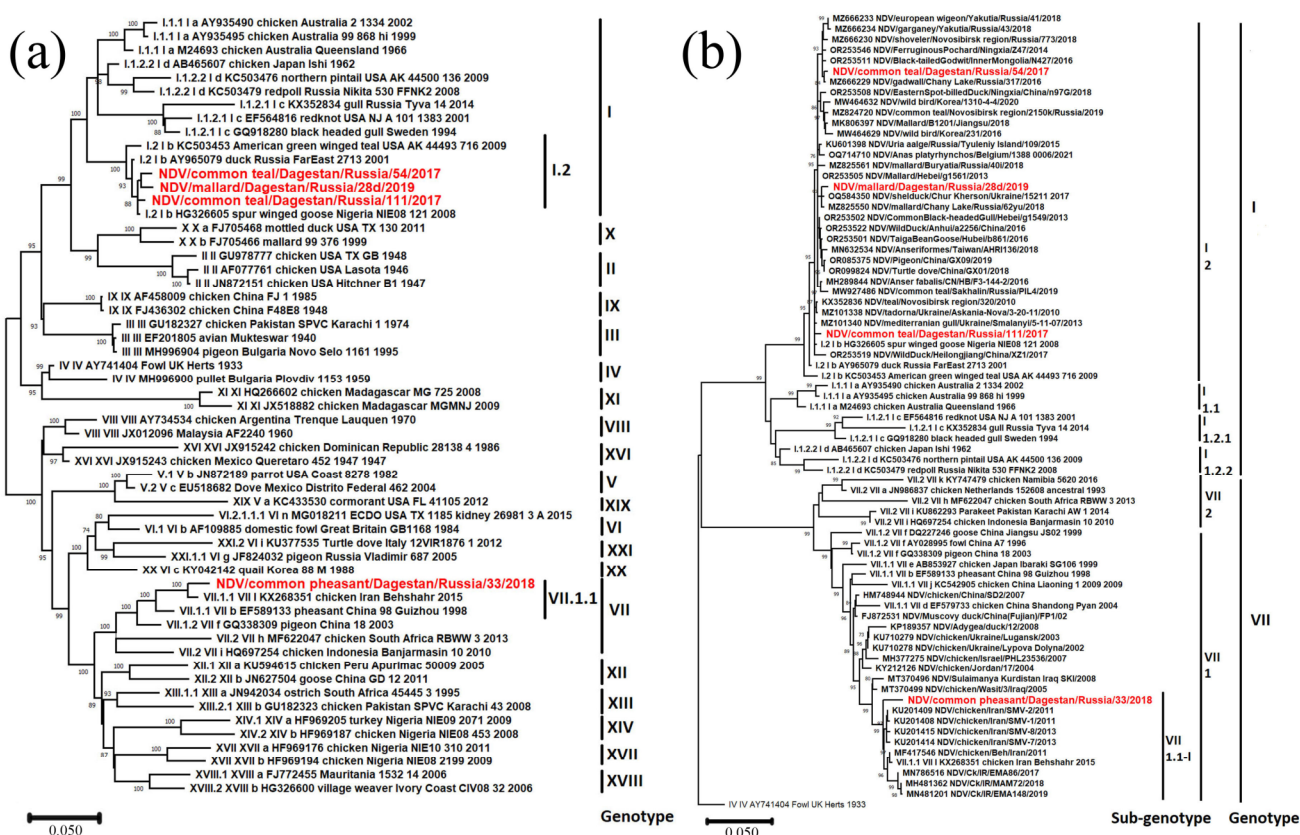 (a)
I.1.1 I a AY935490 chicken Australia 2 1334 2002
I.1.1 I a AY935495 chicken Australia 99 868 hi 1999
I.1.1 I a M24693 chicken Australia Queensland 1966
I.1.2.2 I d AB465607 chicken Japan Ishi 1962
I.1.2.2 I d KC503476 northern pintail USA AK 44500 136 2009
I.1.2.2 I d KC503479 redpoll Russia Nikita 530 FFNK2 2008
I.1.2.1 I c KX352834 gull Russia Tyva 14 2014
I.1.2.1 I c EF564816 redknot USA NJ A 101 1383 2001
I.1.2.1 I c GQ918280 black headed gull Sweden 1994
I.2 I b KC503453 American green winged teal USA AK 44493 716 2009
I.2 I b AY965079 duck Russia FarEast 2713 2001
NDV/common teal/Dagestan/Russia/54/2017
NDV/mallard/Dagestan/Russia/28d/2019
NDV/common teal/Dagestan/Russia/111/2017
I.2 I b HG326605 spur winged goose Nigeria NIE08 121 2008
X X a FJ705468 mottled duck USA TX 130 2011
X X b FJ705466 mallard 99 376 1999
II II GU978777 chicken USA TX GB 1948
II II AF077761 chicken USA Lasota 1946
II II JN872151 chicken USA Hitchner B1 1947
IX IX AF458009 chicken China FJ 1 1985
IX IX FJ436302 chicken China F48E8 1948
III III GU182327 chicken Pakistan SPVC Karachi 1 1974
III III EF201805 avian Mukteswar 1940
III III MH996904 pigeon Bulgaria Novo Selo 1161 1995
IV IV AY741404 Fowl UK Herts 1933
IV IV MH996900 pullet Bulgaria Plovdiv 1153 1959
XI XI HQ266602 chicken Madagascar MG 725 2008
XI XI JX518882 chicken Madagascar MGMNJ 2009
VIII VIII AY734534 chicken Argentina Trenque Lauquen 1970
VIII VIII JX012096 Malaysia AF2240 1960
XVI XVI JX915242 chicken Dominican Republic 28138 4 1986
XVI XVI JX915243 chicken Mexico Queretaro 452 1947 1947
V.1 V b JN872189 parrot USA Coast 8278 1982
V.2 V c EU518682 Dove Mexico Distrito Federal 462 2004
XIX V a KC433530 cormorant USA FL 41105 2012
VI.2.1.1.1 VI n MG018211 ECDO USA TX 1185 kidney 26981 3 A 2015
VI.1 VI b AF109885 domestic fowl Great Britain GB1168 1984
XXI.2 VI i KU377535 Turtle dove Italy 12VIR1876 1 2012
XXI.1.1 VI g JF824032 pigeon Russia Vladimir 687 2005
XX VI c KY042142 quail Korea 88 M 1988
NDV/common pheasant/Dagestan/Russia/33/2018
VII.1.1 VII l KX268351 chicken Iran Behshahr 2015
VII.1.1 VII b EF589133 pheasant China 98 Guizhou 1998
VII.1.2 VII f GQ338309 pigeon China 18 2003
VII.2 VII h MF622047 chicken South Africa RBWW 3 2013
VII.2 VII i HQ697254 chicken Indonesia Banjarmasin 10 2010
XII.1 XII a KU594615 chicken Peru Apurimac 50009 2005
XII.2 XII b JN627504 goose China GD 12 2011
XIII.1.1 XIII a JN942034 ostrich South Africa 45445 3 1995
XIII.2.1 XIII b GU182323 chicken Pakistan SPVC Karachi 43 2008
XIV.1 XIV a HF969205 turkey Nigeria NIE09 2071 2009
XIV.2 XIV b HF969187 chicken Nigeria NIE08 453 2008
XVII XVII a HF969176 chicken Nigeria NIE10 310 2011
XVII XVII b HF969194 chicken Nigeria NIE08 2199 2009
XVIII.1 XVIII a FJ772455 Mauritania 1532 14 2006
XVIII.2 XVIII b HG326600 village weaver Ivory Coast CIV08 32 2006
I
I.2
X
II
IX
III
IV
XI
VIII
XVI
V
XIX
VI
XXI
XX
VII.1.1
VII
XII
XIII
XIV
XVII
XVIII
Genotype
0.050
(b)
MZ666233 NDV/european wigeon/Yakutia/Russia/41/2018
MZ666234 NDV/garganey/Yakutia/Russia/43/2018
MZ666230 NDV/shoveler/Novosibirsk region/Russia/773/2018
OR253546 NDV/FerruginousPochard/Ningxia/Z47/2014
OR253511 NDV/Black-tailedGodwit/InnerMongolia/N427/2016
NDV/common teal/Dagestan/Russia/54/2017
MZ666229 NDV/gadwall/Chany Lake/Russia/317/2016
OR253508 NDV/EasternSpot-billedDuck/Ningxia/China/n97G/2018
MW464632 NDV/wild bird/Korea/1310-4-4/2020
MZ824720 NDV/common teal/Novosibirsk region/2150k/Russia/2019
MK806397 NDV/Mallard/B1201/Jiangsu/2018
MW464629 NDV/wild bird/Korea/231/2016
KU601398 NDV/Uria aalge/Russia/Tyuleniy Island/109/2015
OQ714710 NDV/Anas platyrhynchos/Belgium/1388 0006/2021
MZ825561 NDV/mallard/Buryatia/Russia/40i/2018
OR253505 NDV/Mallard/Hebei/g1561/2013
NDV/mallard/Dagestan/Russia/28d/2019
OQ584350 NDV/shelduck/Chur Kherson/Ukraine/15211 2017
MZ825550 NDV/mallard/Chany Lake/Russia/62yu/2018
OR253502 NDV/CommonBlack-headedGull/Hebei/g1549/2013
OR253522 NDV/WildDuck/Anhui/a2256/China/2016
OR253501 NDV/TaigaBeanGoose/Hubei/b861/2016
MN632534 NDV/Anseriformes/Taiwan/AHRI136/2018
OR085375 NDV/Pigeon/China/GX09/2019
OR099824 NDV/Turtle dove/China/GX01/2018
MH289844 NDV/Anser fabalis/CN/HB/F3-144-2/2016
MW927486 NDV/common teal/Sakhalin/Russia/PIL4/2019
KX352836 NDV/teal/Novosibirsk region/320/2010
MZ101338 NDV/tadorna/Ukraine/Askania-Nova/3-20-11/2010
MZ101340 NDV/mediterranean gull/Ukraine/Smalanyi/5-11-07/2013
NDV/common teal/Dagestan/Russia/111/2017
I.2 I b HG326605 spur winged goose Nigeria NIE08 121 2008
OR253519 NDV/WildDuck/Heilongjiang/China/XZ1/2017
I.2 I b AY965079 duck Russia FarEast 2713 2001
I.2 I b KC503453 American green winged teal USA AK 44493 716 2009
I.1.1 I a AY935490 chicken Australia 2 1334 2002
I.1.1 I a AY935495 chicken Australia 99 868 hi 1999
I.1.1 I a M24693 chicken Australia Queensland 1966
I.1.2.1 I c EF564816 redknot USA NJ A 101 1383 2001
I.1.2.1 I c KX352834 gull Russia Tyva 14 2014
I.1.2.1 I c GQ918280 black headed gull Sweden 1994
I.1.2.2 I d AB465607 chicken Japan Ishi 1962
I.1.2.2 I d KC503476 northern pintail USA AK 44500 136 2009
I.1.2.2 I d KC503479 redpoll Russia Nikita 530 FFNK2 2008
VII.2 VII k KY747479 chicken Namibia 5620 2016
VII.2 VII a JN986837 chicken Netherlands 152608 ancestral 1993
VII.2 VII h MF622047 chicken South Africa RBWW 3 2013
VII.2 VII i KU862293 Parakeet Pakistan Karachi AW 1 2014
VII.2 VII i HQ697254 chicken Indonesia Banjarmasin 10 2010
VII.1.2 VII f DQ227246 goose China Jiangsu JS02 1999
VII.1.2 VII f AY028995 fowl China A7 1996
VII.1.2 VII f GQ338309 pigeon China 18 2003
VII.1.1 VII e AB853927 chicken Japan Ibaraki SG106 1999
VII.1.1 VII b EF589133 pheasant China 98 Guizhou 1998
VII.1.1 VII j KC542905 chicken China Liaoning 1 2009 2009
HM748944 NDV/chicken/China/SD2/2007
VII.1.1 VII d EF579733 chicken China Shandong Pyan 2004
FJ872531 NDV/Muscovy duck/China(Fujian)/FP1/02
KP189357 NDV/Adygea/duck/12/2008
KU710279 NDV/chicken/Ukraine/Lugansk/2003
KU710278 NDV/chicken/Ukraine/Lypova Dolyna/2002
MH377275 NDV/chicken/Israel/PHL23536/2007
KY212126 NDV/chicken/Jordan/17/2004
MT370496 NDV/Sulaimanya Kurdistan Iraq SKI/2008
MT370499 NDV/chicken/Wasit/3/Iraq/2005
NDV/common pheasant/Dagestan/Russia/33/2018
KU201409 NDV/chicken/Iran/SMV-2/2011
KU201408 NDV/chicken/Iran/SMV-1/2011
KU201415 NDV/chicken/Iran/SMV-8/2013
KU201414 NDV/chicken/Iran/SMV-7/2013
MF417546 NDV/chicken/Beh/Iran/2011
VII.1.1 VII l KX268351 chicken Iran Behshahr 2015
MN786516 NDV/Ck/IR/EMA86/2017
MH481362 NDV/Ck/IR/MAM72/2018
MN481201 NDV/Ck/IR/EMA148/2019
IV IV AY741404 Fowl UK Herts 1933
I
2
I
1.1
I
1.2.1
I
1.2.2
I
VII
2
VII
1
VII
VII
1.1-l
Sub-genotype
Genotype
0.050